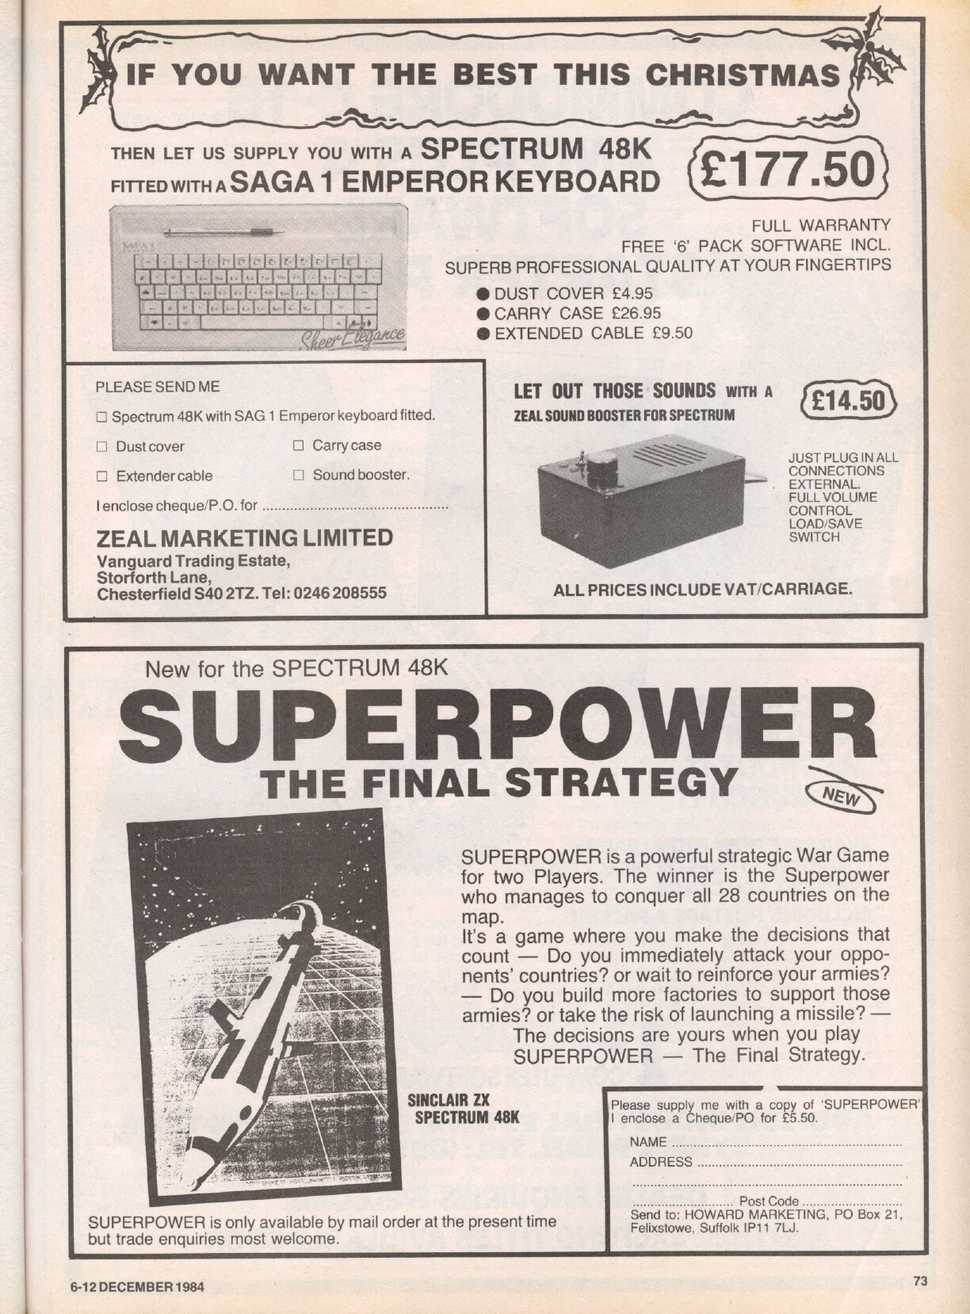 IF YOU WANT THE BEST THIS CHRISTMAS
THEN LET US SUPPLY YOU WITH A SPECTRUM 48K
FITTED WITH A SAGA 1 EMPEROR KEYBOARD
£177.50
FULL WARRANTY
FREE ‘6’ PACK SOFTWARE INCL.
SUPERB PROFESSIONAL QUALITY AT YOUR FINGERTIPS
● DUST COVER £4.95
● CARRY CASE £26.95
● EXTENDED CABLE £9.50
Sheer Elegance
PLEASE SEND ME
□ Spectrum 48K with SAG 1 Emperor keyboard fitted.
□ Dust cover □ Carry case
□ Extender cable □ Sound booster.
I enclose cheque/P.O. for ................................................
ZEAL MARKETING LIMITED
Vanguard Trading Estate,
Storforth Lane,
Chesterfield S40 2TZ. Tel: 0246 208555
LET OUT THOSE SOUNDS WITH A
ZEAL SOUND BOOSTER FOR SPECTRUM
£14.50
JUST PLUG IN ALL
CONNECTIONS
EXTERNAL.
FULL VOLUME
CONTROL
LOAD/SAVE
SWITCH
ALL PRICES INCLUDE VAT/CARRIAGE.
New for the SPECTRUM 48K
SUPERPOWER
THE FINAL STRATEGY
NEW
SUPERPOWER is a powerful strategic War Game
for two Players. The winner is the Superpower
who manages to conquer all 28 countries on the
map.
It's a game where you make the decisions that
count — Do you immediately attack your oppo-
nents' countries? or wait to reinforce your armies?
— Do you build more factories to support those
armies? or take the risk of launching a missile? —
The decisions are yours when you play
SUPERPOWER — The Final Strategy.
SINCLAIR ZX
SPECTRUM 48K
Please supply me with a copy of ‘SUPERPOWER’
I enclose a Cheque/PO for £5.50.
NAME ................................................
ADDRESS ................................................
................................................
........................ Post Code ........................
Send to: HOWARD MARKETING, PO Box 21,
Felixstowe, Suffolk IP11 7LJ.
SUPERPOWER is only available by mail order at the present time
but trade enquiries most welcome.
6-12 DECEMBER 1984
73